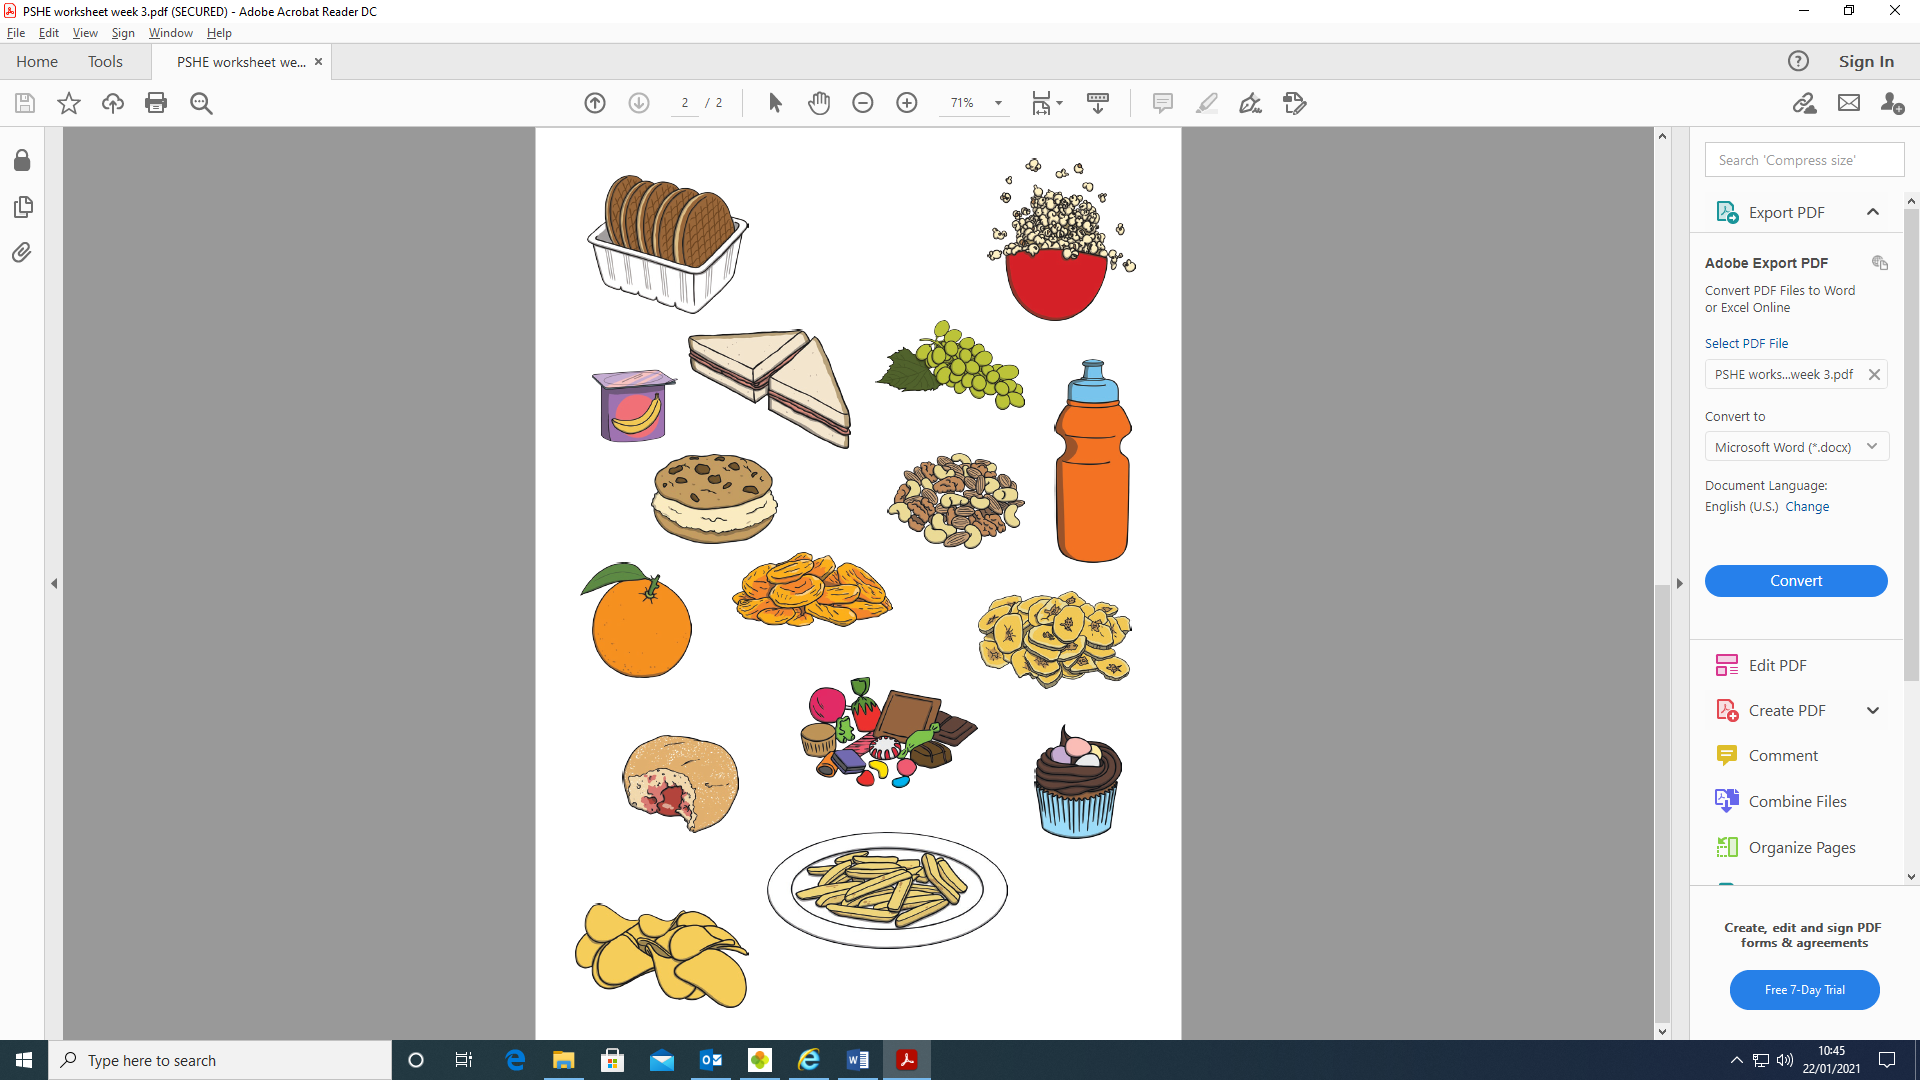 PSHE worksheet week 3.pdf (SECURED) - Adobe Acrobat Reader DC
File Edit View Sign Window Help
Home Tools PSHE worksheet we... ×
Sign In
2 / 2
71%
Search 'Compress size'
Export PDF
Adobe Export PDF
Convert PDF Files to Word
or Excel Online
Select PDF File
PSHE works...week 3.pdf
Convert to
Microsoft Word (*.docx)
Document Language:
English (U.S.) Change
Convert
Edit PDF
Create PDF
Comment
Combine Files
Organize Pages
Create, edit and sign PDF
forms & agreements
Free 7-Day Trial
Type here to search
10:45
22/01/2021